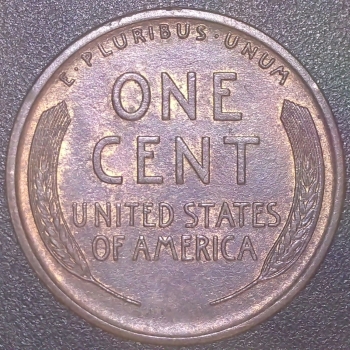 E·PLURIBUS·UNUM
ONE
CENT
UNITED STATES
OF AMERICA